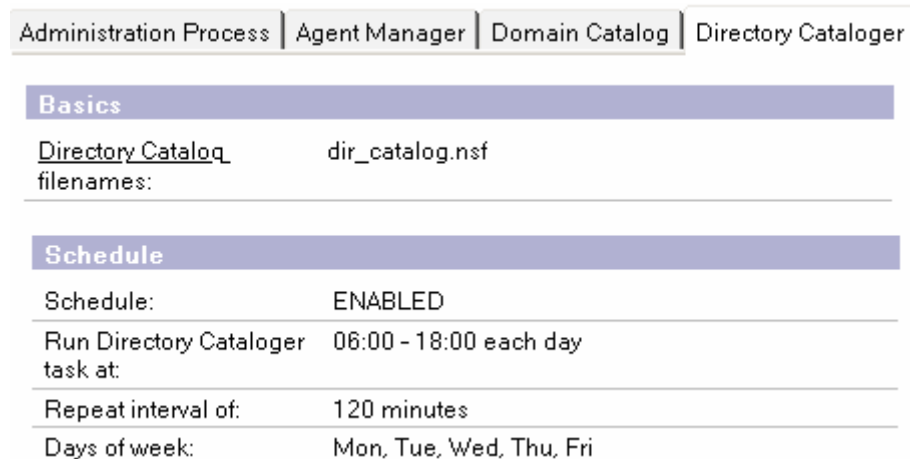 Administration Process | Agent Manager | Domain Catalog | Directory Cataloger
Basics
Directory Catalog dir_catalog.nsf
filenames:
Schedule
Schedule: ENABLED
Run Directory Cataloger 06:00 - 18:00 each day
task at:
Repeat interval of: 120 minutes
Days of week: Mon, Tue, Wed, Thu, Fri